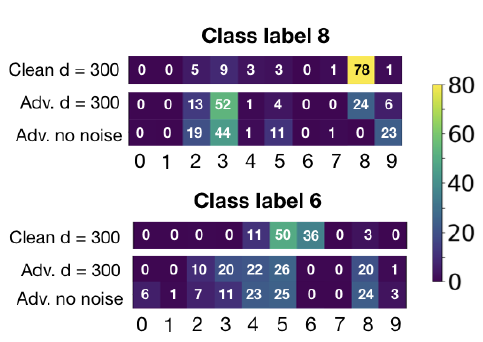 Class label 8
Clean d = 300 0 0 5 9 3 3 0 1 78 1
Adv. d = 300 0 0 13 52 1 4 0 0 24 6
Adv. no noise 0 0 19 44 1 11 0 1 0 23
0 1 2 3 4 5 6 7 8 9
Class label 6
Clean d = 300 0 0 0 0 11 50 36 0 3 0
Adv. d = 300 0 0 10 20 22 26 0 0 20 1
Adv. no noise 6 1 7 11 23 25 0 0 24 3
0 1 2 3 4 5 6 7 8 9
80
60
40
20
0